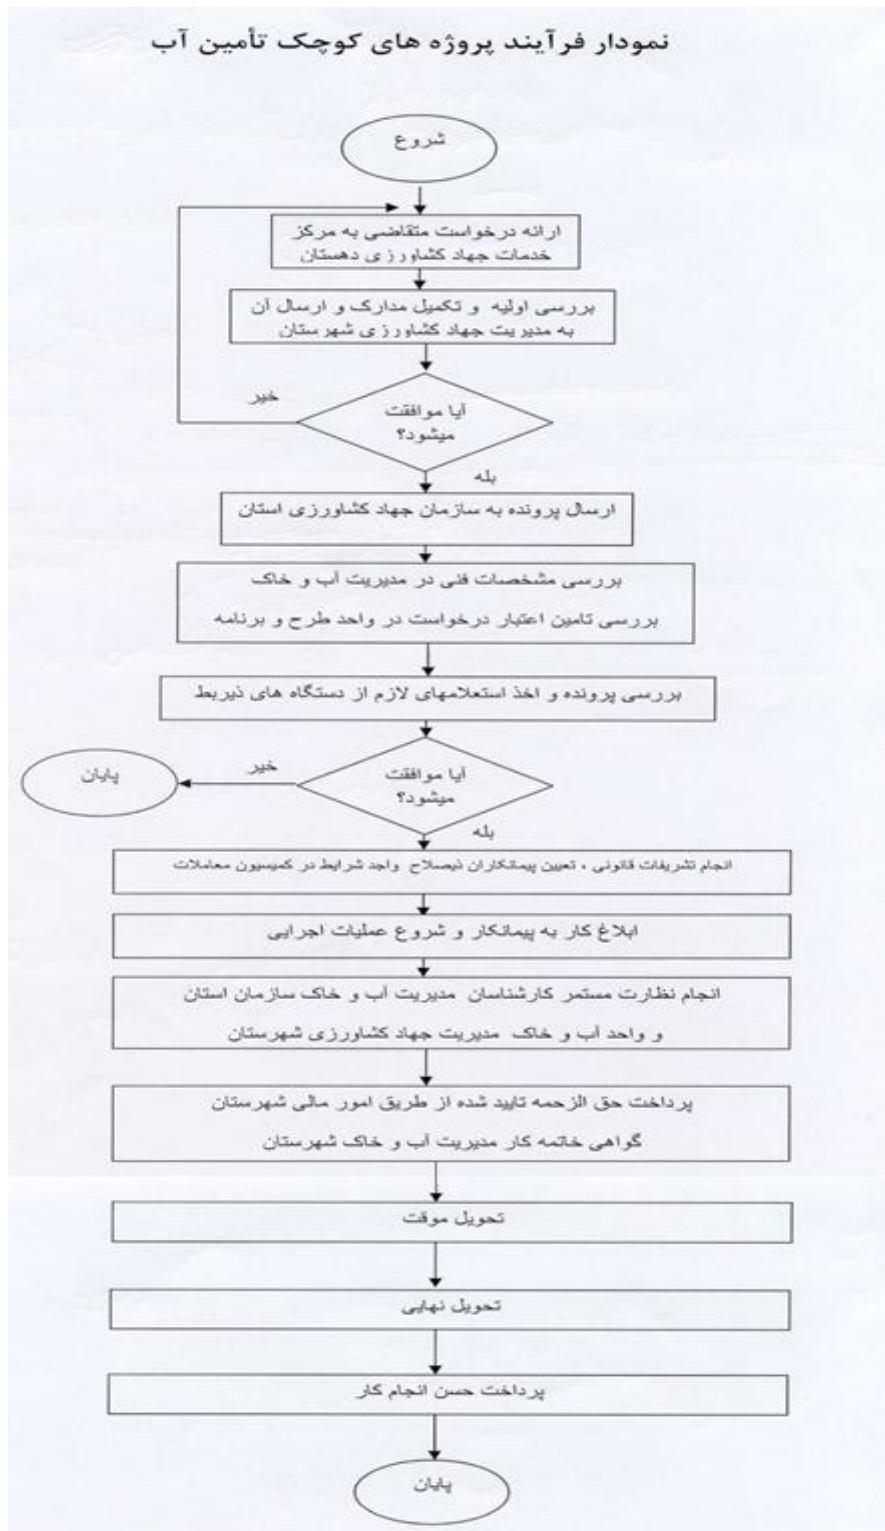 نمودار فرآیند پروژه های کوچک تأمین آب
شروع
ارائه درخواست متقاضی به مرکز
خدمات جهاد کشاورزی دهستان
بررسی اولیه و تکمیل مدارک و ارسال آن
به مدیریت جهاد کشاورزی شهرستان
خیر
آیا موافقت
میشود؟
بله
ارسال پرونده به سازمان جهاد کشاورزی استان
بررسی مشخصات فنی در مدیریت آب و خاک
بررسی تامین اعتبار درخواست در واحد طرح و برنامه
بررسی پرونده و اخذ استعلامهای لازم از دستگاه های ذیربط
پایان
خیر
آیا موافقت
میشود؟
بله
انجام تشریفات قانونی ، تعیین پیمانکاران ذیصلاح واجد شرایط در کمیسیون معاملات
ابلاغ کار به پیمانکار و شروع عملیات اجرایی
انجام نظارت مستمر کارشناسان مدیریت آب و خاک سازمان استان
و واحد آب و خاک مدیریت جهاد کشاورزی شهرستان
پرداخت حق الزحمه تایید شده از طریق امور مالی شهرستان
گواهی خاتمه کار مدیریت آب و خاک شهرستان
تحویل موقت
تحویل نهایی
پرداخت حسن انجام کار
پایان